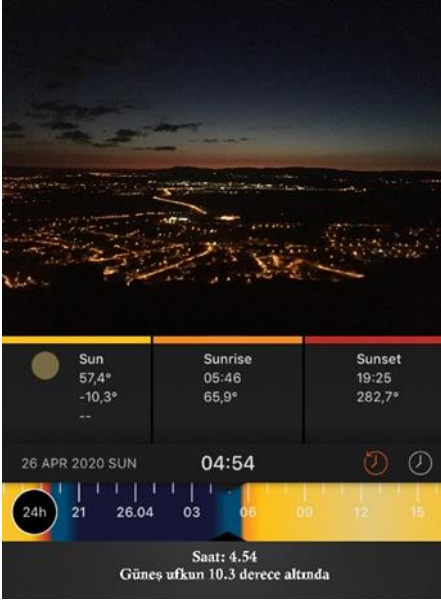 Sun
57,4°
-10,3°
--
Sunrise
05:46
65,9°
Sunset
19:25
282,7°
26 APR 2020 SUN
04:54
24h
21
26.04
03
06
09
12
15
Saat: 4.54
Güneş ufkun 10.3 derece altında